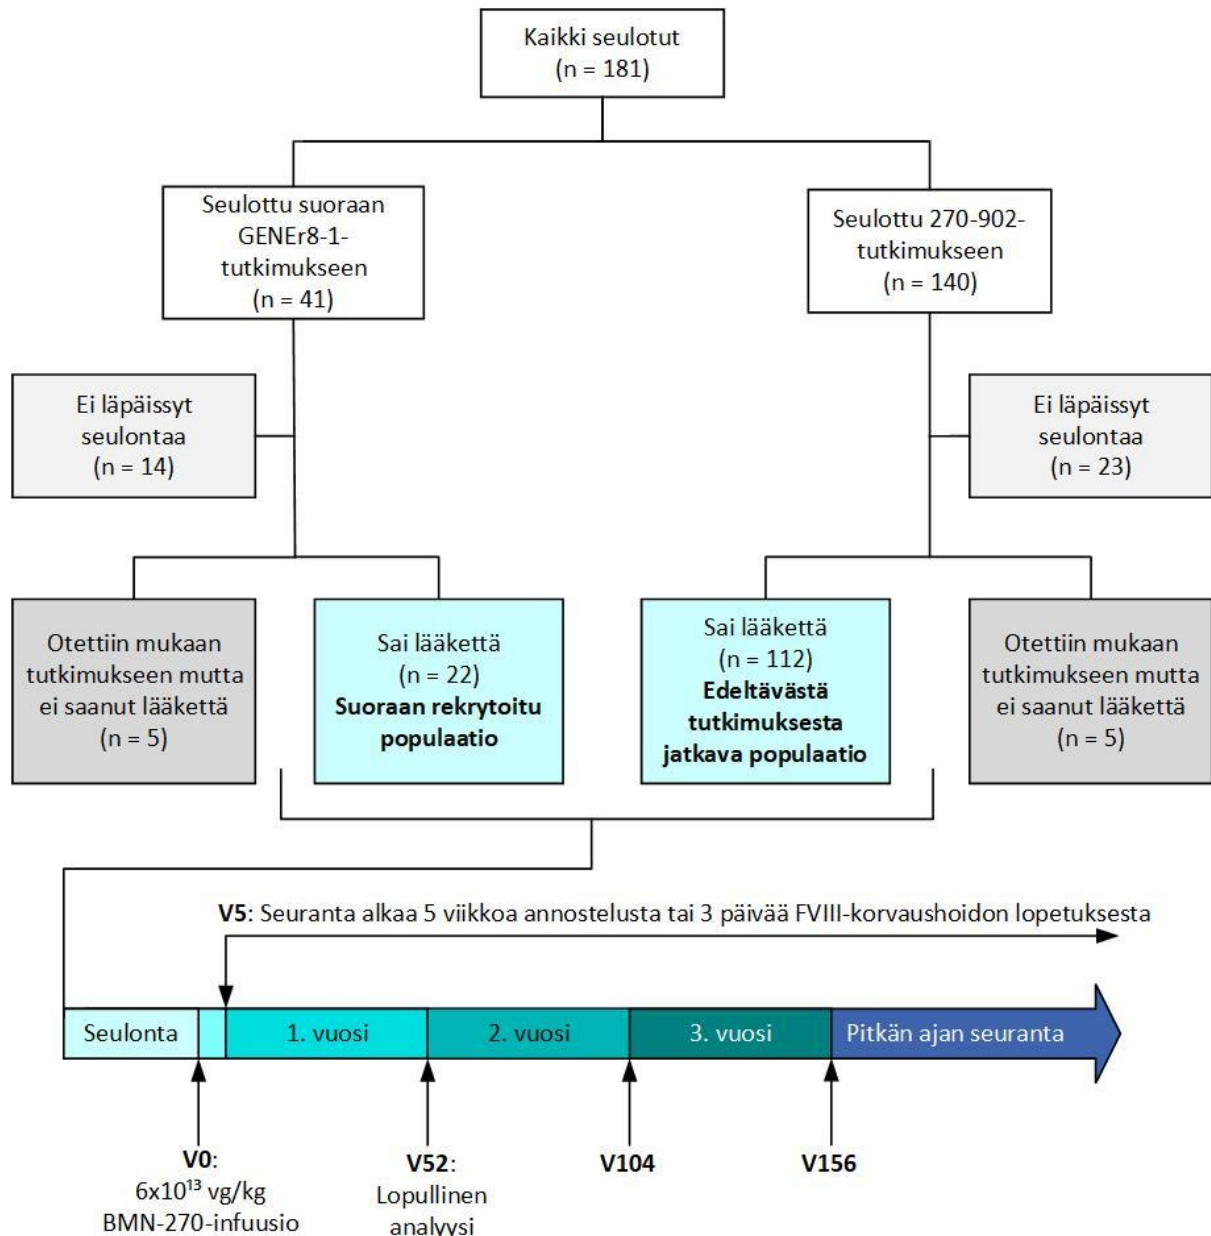 Kaikki seulotut
(n = 181)
Seulottu suoraan
GENEr8-1-
tutkimukseen
(n = 41)
Seulottu 270-902-
tutkimukseen
(n = 140)
Ei läpäissyt
seulontaa
(n = 14)
Ei läpäissyt
seulontaa
(n = 23)
Otettiin mukaan
tutkimukseen mutta
ei saanut lääkettä
(n = 5)
Sai lääkettä
(n = 22)
Suoraan rekrytoitu
populaatio
Sai lääkettä
(n = 112)
Edeltävästä
tutkimuksesta
jatkava populaatio
Otettiin mukaan
tutkimukseen mutta
ei saanut lääkettä
(n = 5)
V5: Seuranta alkaa 5 viikkoa annostelusta tai 3 päivää FVIII-korvaushoidon lopetuksesta
Seulonta
1. vuosi
2. vuosi
3. vuosi
Pitkän ajan seuranta
V0:
6x10¹³ vg/kg
BMN-270-infuusio
V52:
Lopullinen
analyysi
V104
V156